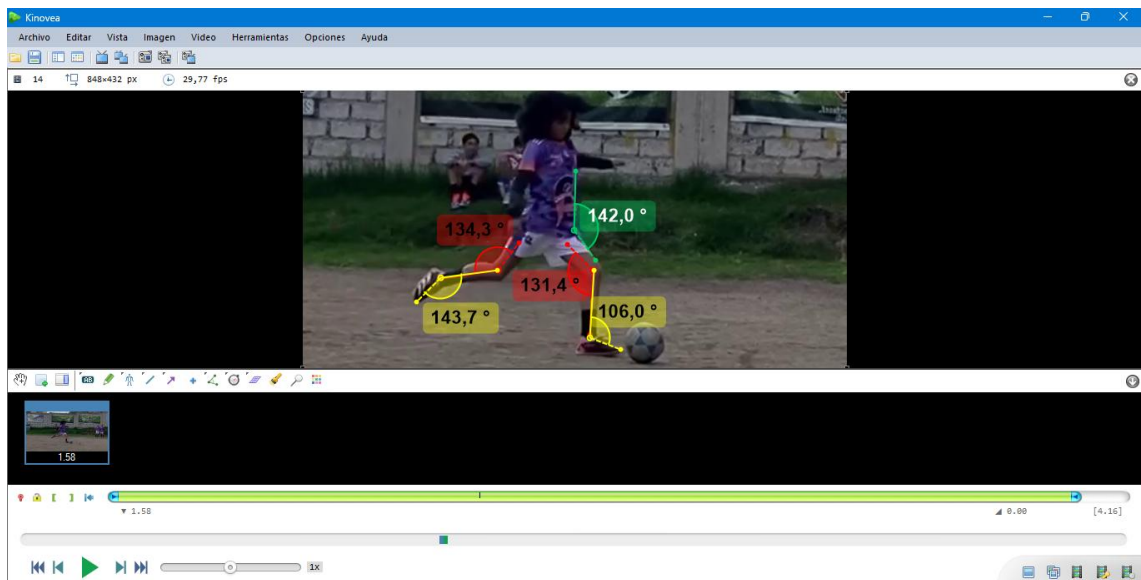 Kinovea
Archivo Editar Vista Imagen Video Herramientas Opciones Ayuda
14 848×432 px 29,77 fps
142,0 °
134,3 °
131,4 °
106,0 °
143,7 °
1.58
▼ 1.58 0.00 [4.16]
1x